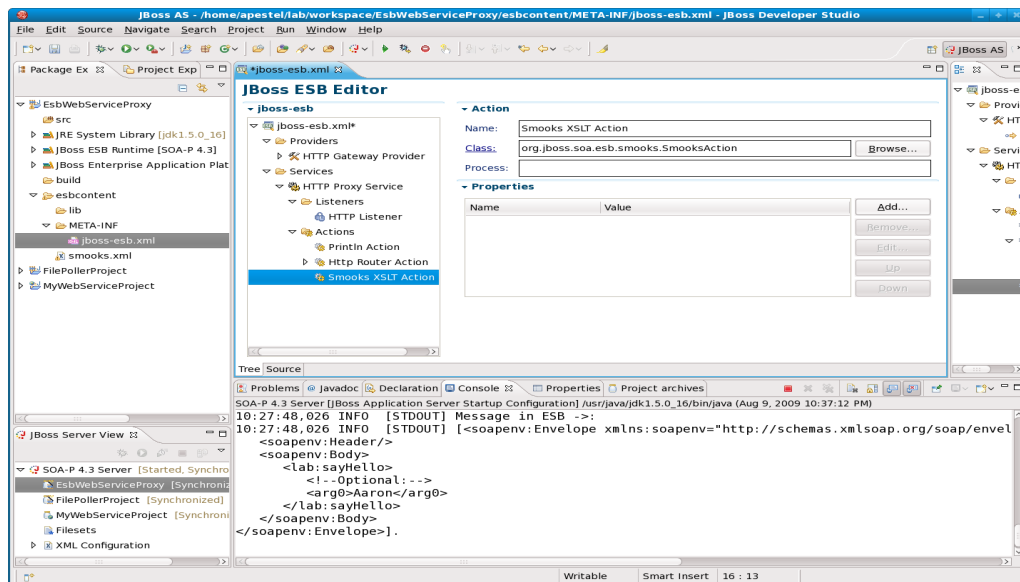 JBoss AS - /home/apestel/lab/workspace/EsbWebServiceProxy/esbcontent/META-INF/jboss-esb.xml - JBoss Developer Studio
File Edit Source Navigate Search Project Run Window Help
JBoss AS
Package Ex
Project Exp
EsbWebServiceProxy
src
JRE System Library [jdk1.5.0_16]
JBoss ESB Runtime [SOA-P 4.3]
JBoss Enterprise Application Plat
build
esbcontent
lib
META-INF
jboss-esb.xml
smooks.xml
FilePollerProject
MyWebServiceProject
*jboss-esb.xml
JBoss ESB Editor
jboss-esb
jboss-esb.xml*
Providers
HTTP Gateway Provider
Services
HTTP Proxy Service
Listeners
HTTP Listener
Actions
Println Action
Http Router Action
Smooks XSLT Action
Action
Name: Smooks XSLT Action
Class: org.jboss.soa.esb.smooks.SmooksAction Browse...
Process:
Properties
Name Value
Add...
Remove...
Edit...
Up
Down
Tree Source
jboss-e
Provi
HT
Servi
HT
JBoss Server View
SOA-P 4.3 Server [Started, Synchro
EsbWebServiceProxy [Synchroniz
FilePollerProject [Synchronized]
MyWebServiceProject [Synchroni
Filesets
XML Configuration
Problems Javadoc Declaration Console Properties Project archives
SOA-P 4.3 Server [JBoss Application Server Startup Configuration] /usr/java/jdk1.5.0_16/bin/java (Aug 9, 2009 10:37:12 PM)
10:27:48,026 INFO [STDOUT] Message in ESB ->:
10:27:48,026 INFO [STDOUT] [<soapenv:Envelope xmlns:soapenv="http://schemas.xmlsoap.org/soap/envel
<soapenv:Header/>
<soapenv:Body>
<lab:sayHello>
<!--Optional:-->
<arg0>Aaron</arg0>
</lab:sayHello>
</soapenv:Body>
</soapenv:Envelope>].
Writable Smart Insert 16 : 13